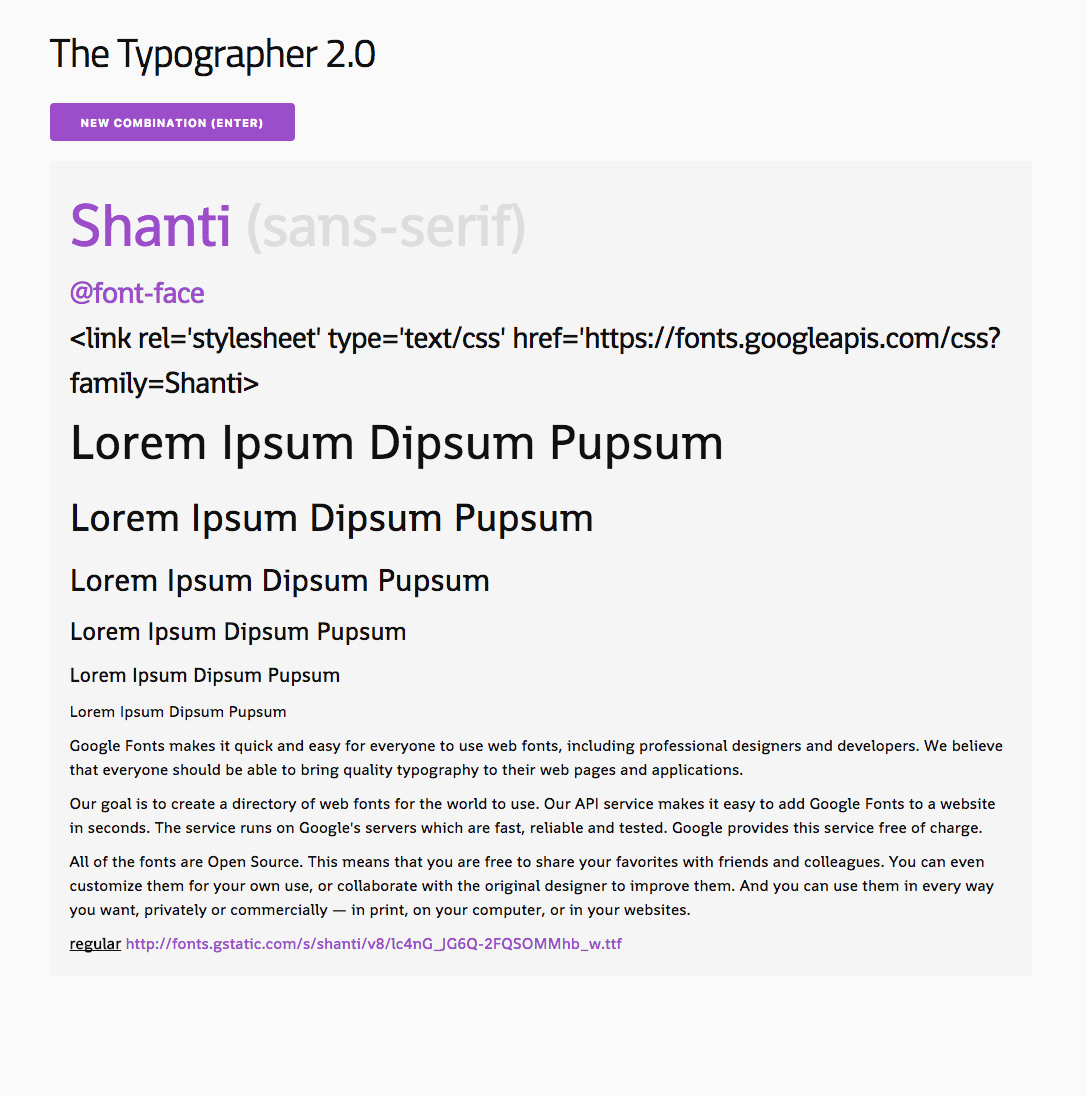 The Typographer 2.0
NEW COMBINATION (ENTER)
Shanti (sans-serif)
@font-face
<link rel='stylesheet' type='text/css' href='https://fonts.googleapis.com/css?
family=Shanti>
Lorem Ipsum Dipsum Pupsum
Lorem Ipsum Dipsum Pupsum
Lorem Ipsum Dipsum Pupsum
Lorem Ipsum Dipsum Pupsum
Lorem Ipsum Dipsum Pupsum
Lorem Ipsum Dipsum Pupsum
Google Fonts makes it quick and easy for everyone to use web fonts, including professional designers and developers. We believe
that everyone should be able to bring quality typography to their web pages and applications.
Our goal is to create a directory of web fonts for the world to use. Our API service makes it easy to add Google Fonts to a website
in seconds. The service runs on Google's servers which are fast, reliable and tested. Google provides this service free of charge.
All of the fonts are Open Source. This means that you are free to share your favorites with friends and colleagues. You can even
customize them for your own use, or collaborate with the original designer to improve them. And you can use them in every way
you want, privately or commercially — in print, on your computer, or in your websites.
regular http://fonts.gstatic.com/s/shanti/v8/lc4nG_JG6Q-2FQSOMMhb_w.ttf